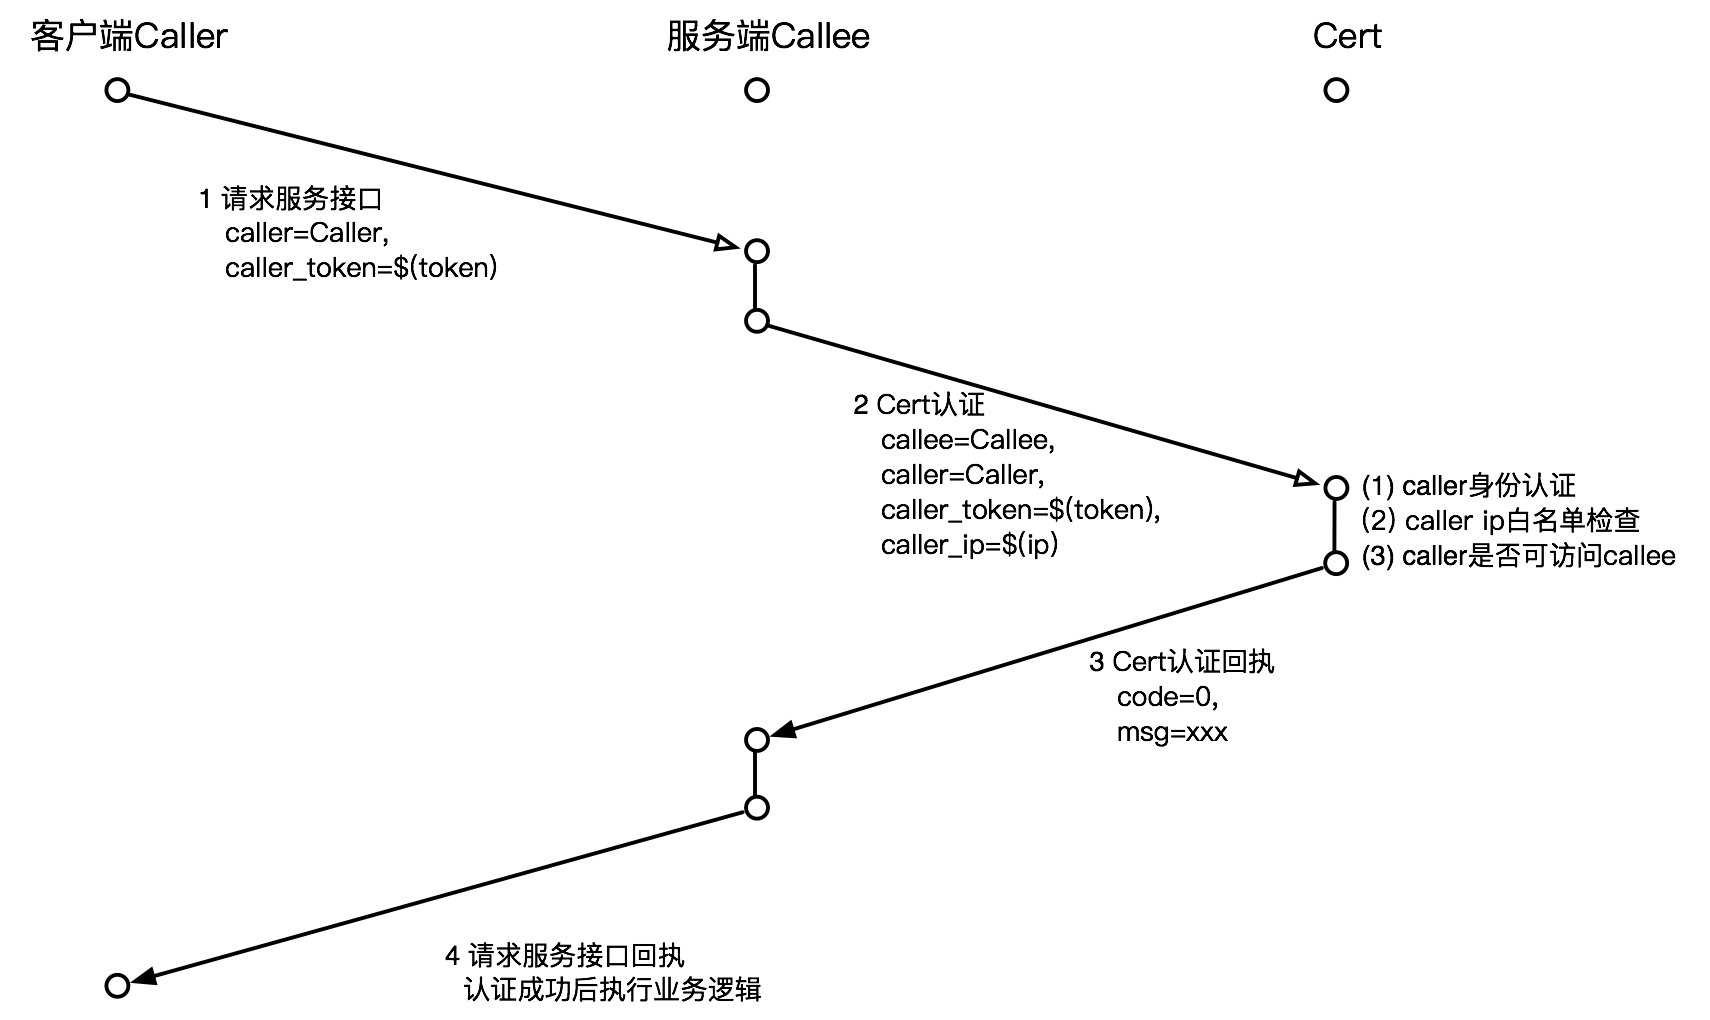 客户端Caller
服务端Callee
Cert
1 请求服务接口
caller=Caller,
caller_token=$(token)
2 Cert认证
callee=Callee,
caller=Caller,
caller_token=$(token),
caller_ip=$(ip)
(1) caller身份认证
(2) caller ip白名单检查
(3) caller是否可访问callee
3 Cert认证回执
code=0,
msg=xxx
4 请求服务接口回执
认证成功后执行业务逻辑